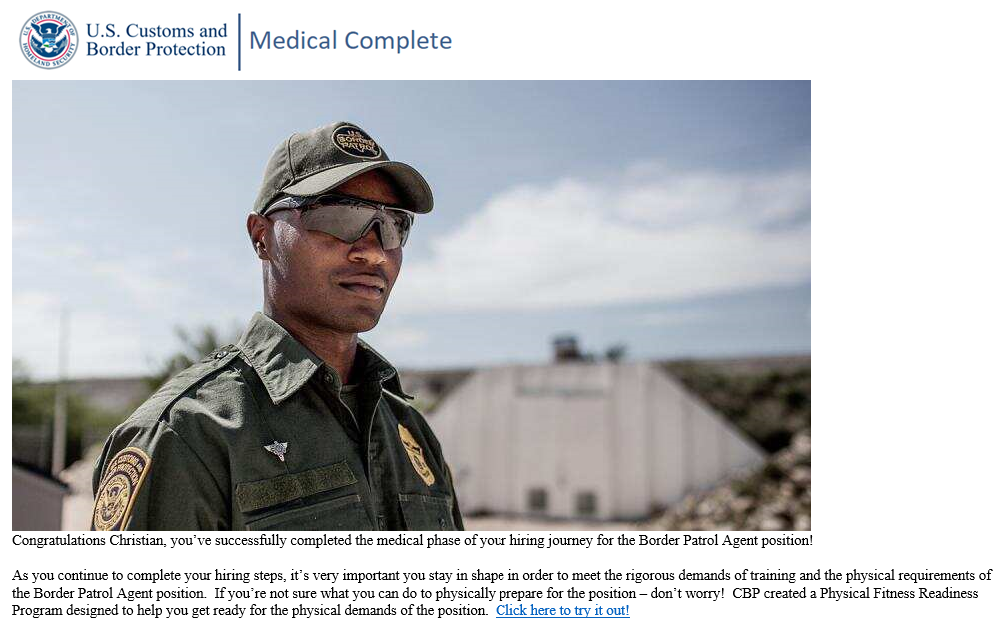 U.S. Customs and
Border Protection
Medical Complete
U.S.
BORDER
PATROL
Congratulations Christian, you’ve successfully completed the medical phase of your hiring journey for the Border Patrol Agent position!
As you continue to complete your hiring steps, it’s very important you stay in shape in order to meet the rigorous demands of training and the physical requirements of
the Border Patrol Agent position.  If you’re not sure what you can do to physically prepare for the position – don’t worry!  CBP created a Physical Fitness Readiness
Program designed to help you get ready for the physical demands of the position.  Click here to try it out!